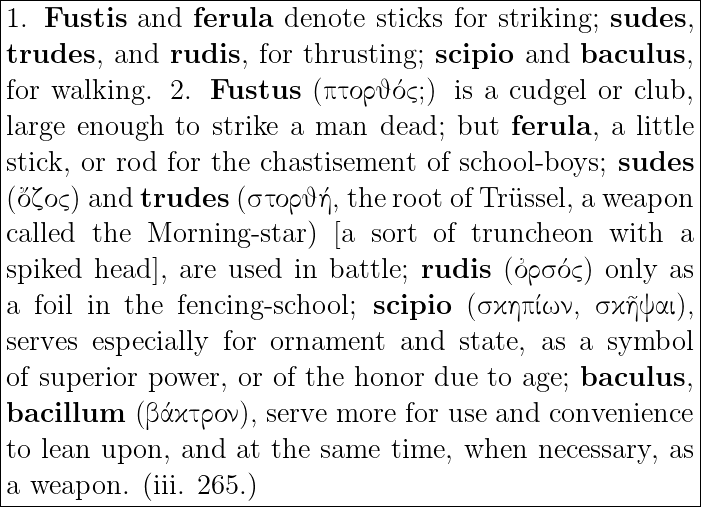 1. Fustis and ferula denote sticks for striking; sudes,
trudes, and rudis, for thrusting; scipio and baculus,
for walking. 2. Fustus (πτορϑός;) is a cudgel or club,
large enough to strike a man dead; but ferula, a little
stick, or rod for the chastisement of school-boys; sudes
(ὄζος) and trudes (στορϑή, the root of Trüssel, a weapon
called the Morning-star) [a sort of truncheon with a
spiked head], are used in battle; rudis (ὀρσός) only as
a foil in the fencing-school; scipio (σκηπίων, σκῆψαι),
serves especially for ornament and state, as a symbol
of superior power, or of the honor due to age; baculus,
bacillum (βάκτρον), serve more for use and convenience
to lean upon, and at the same time, when necessary, as
a weapon. (iii. 265.)